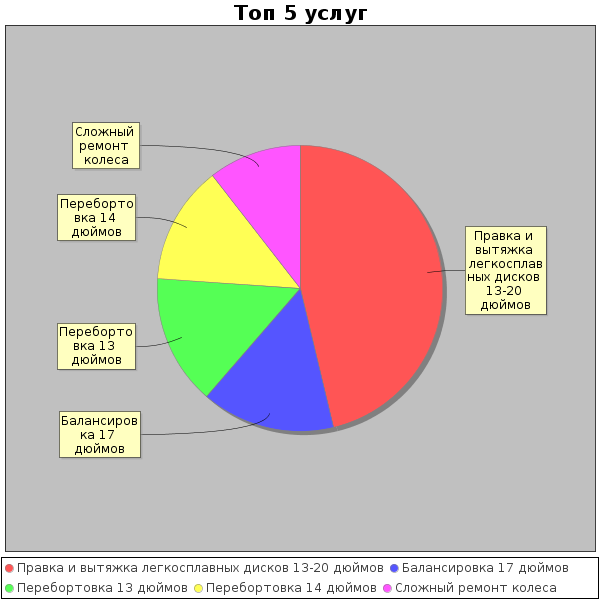 Топ 5 услуг
Сложный
ремонт
колеса
Переборто
вка 14
дюймов
Правка и
вытяжка
легкосплав
ных дисков
13-20
дюймов
Переборто
вка 13
дюймов
Балансиров
ка 17
дюймов
Правка и вытяжка легкосплавных дисков 13-20 дюймов Балансировка 17 дюймов
Перебортовка 13 дюймов Перебортовка 14 дюймов Сложный ремонт колеса